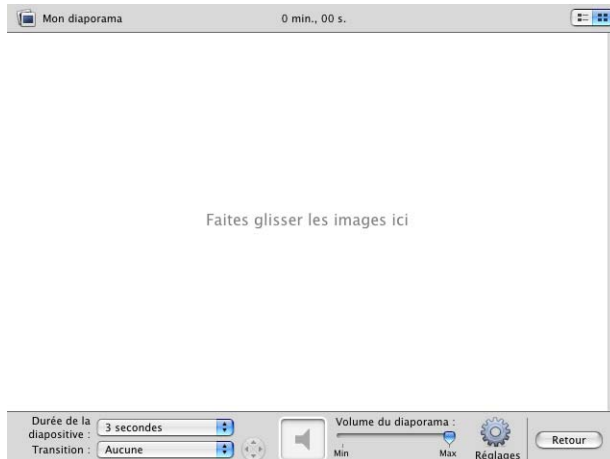 Mon diaporama 0 min., 00 s.
Faites glisser les images ici
Durée de la
diapositive :
3 secondes
Transition :
Aucune
Volume du diaporama :
Min
Max
Réglages
Retour